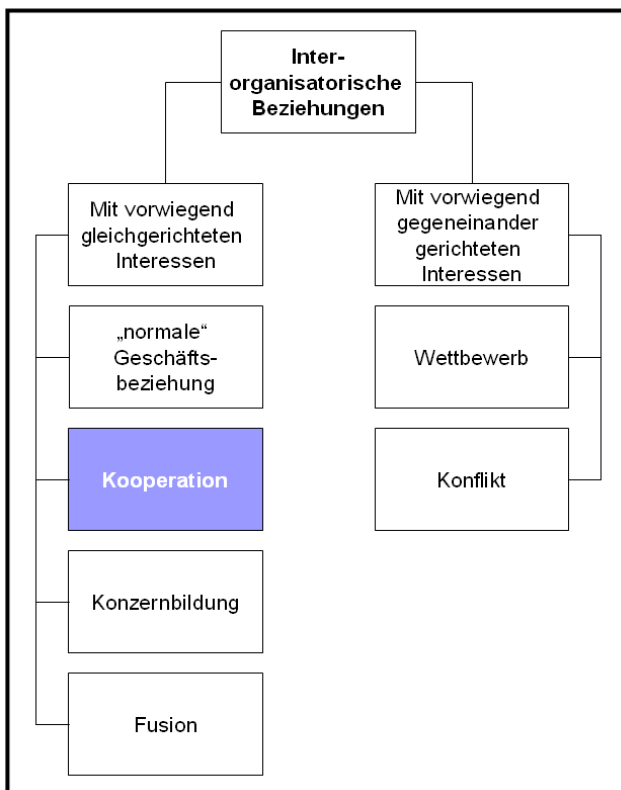 Inter-
organisatorische
Beziehungen
Mit vorwiegend
gleichgerichteten
Interessen
„normale“
Geschäfts-
beziehung
Kooperation
Konzernbildung
Fusion
Mit vorwiegend
gegeneinander
gerichteten
Interessen
Wettbewerb
Konflikt